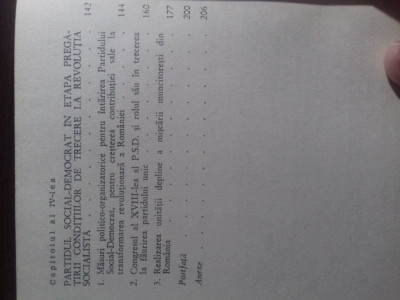 Capitolul al IV-lea
PARTIDUL SOCIAL-DEMOCRAT IN ETAPA PREGĂ-
TIRII CONDIȚIILOR DE TRECERE LA REVOLUȚIA
SOCIALISTĂ . . . . . . . . . . . 142
1. Măsuri politico-organizatorice pentru întărirea Partidului
Social-Democrat, pentru creșterea contribuției sale la
transformarea revoluționară a României . . . . . 144
2. Congresul al XVIII-lea al P.S.D. și rolul său în trecerea
la făurirea partidului unic . . . . . . . . 160
3. Realizarea unității depline a mișcării muncitorești din
România . . . . . . . . . . . . 177
Postfață . . . . . . . . . . . . 200
Anexe . . . . . . . . . . . . . 206